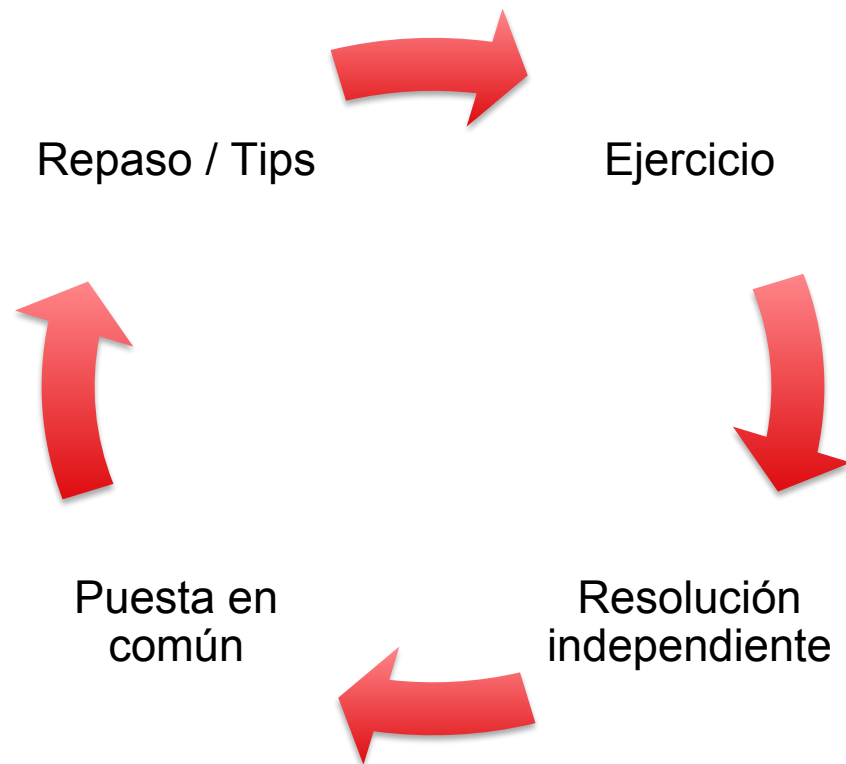 Repaso / Tips
Ejercicio
Resolución
independiente
Puesta en
común